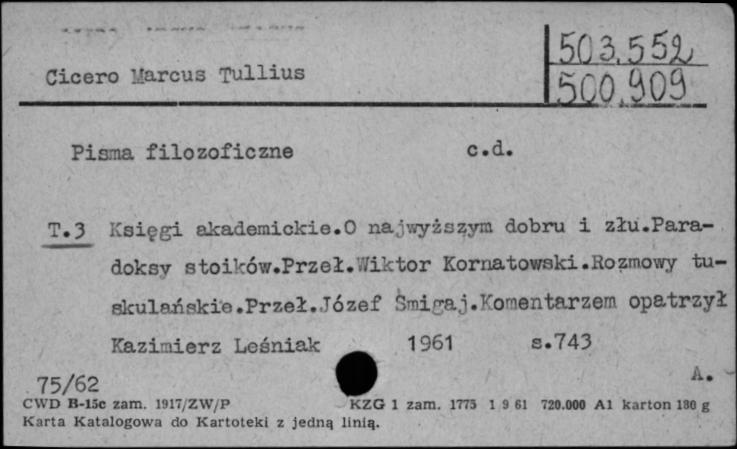 503.552
Cicero Marcus Tullius
500.909
Pisma filozoficzne c.d.
T.3 Księgi akademickie.O najwyższym dobru i złu.Para-
doksy stoików.Przeł.Wiktor Kornatowski.Rozmowy tu-
skulańskie.Przeł.Józef Śmigaj.Komentarzem opatrzył
Kazimierz Leśniak 1961 s.743
A.
75/62
CWD B-15c zam. 1917/ZW/P KZG 1 zam. 1775 1 9 61 720.000 A1 karton 180 g
Karta Katalogowa do Kartoteki z jedną linią.